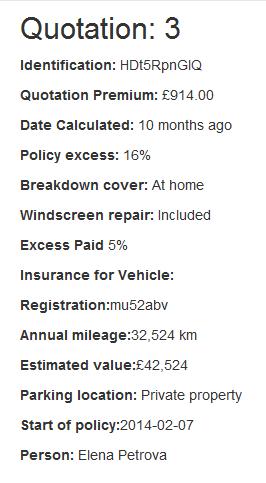 Quotation: 3
Identification: HDt5RpnGlQ
Quotation Premium: £914.00
Date Calculated: 10 months ago
Policy excess: 16%
Breakdown cover: At home
Windscreen repair: Included
Excess Paid 5%
Insurance for Vehicle:
Registration:mu52abv
Annual mileage:32,524 km
Estimated value:£42,524
Parking location: Private property
Start of policy:2014-02-07
Person: Elena Petrova